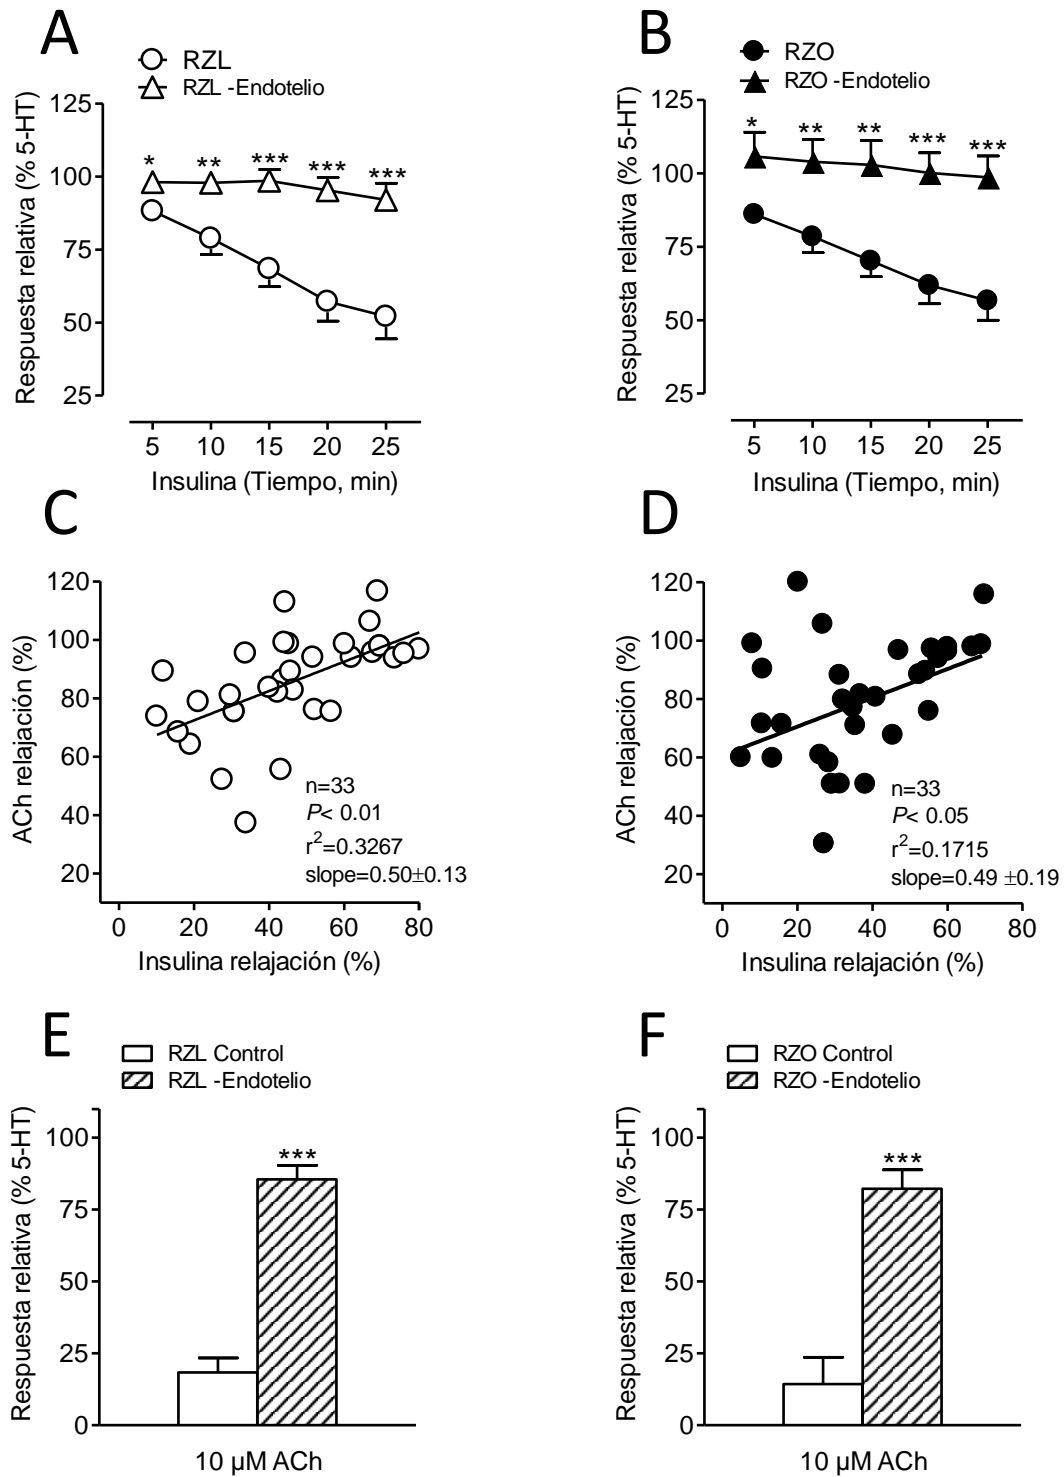 A
RZL
RZL -Endotelio
Respuesta relativa (% 5-HT)
125
100
75
50
25
* ** *** *** ***
5 10 15 20 25
Insulina (Tiempo, min)
B
RZO
RZO -Endotelio
Respuesta relativa (% 5-HT)
125
100
75
50
25
* ** ** *** ***
5 10 15 20 25
Insulina (Tiempo, min)
C
ACh relajación (%)
120
100
80
60
40
20
n=33
P< 0.01
r²=0.3267
slope=0.50±0.13
0 20 40 60 80
Insulina relajación (%)
D
ACh relajación (%)
120
100
80
60
40
20
n=33
P< 0.05
r²=0.1715
slope=0.49 ±0.19
0 20 40 60 80
Insulina relajación (%)
E
RZL Control
RZL -Endotelio
Respuesta relativa (% 5-HT)
100
75
50
25
0
***
10 µM ACh
F
RZO Control
RZO -Endotelio
Respuesta relativa (% 5-HT)
100
75
50
25
0
***
10 µM ACh